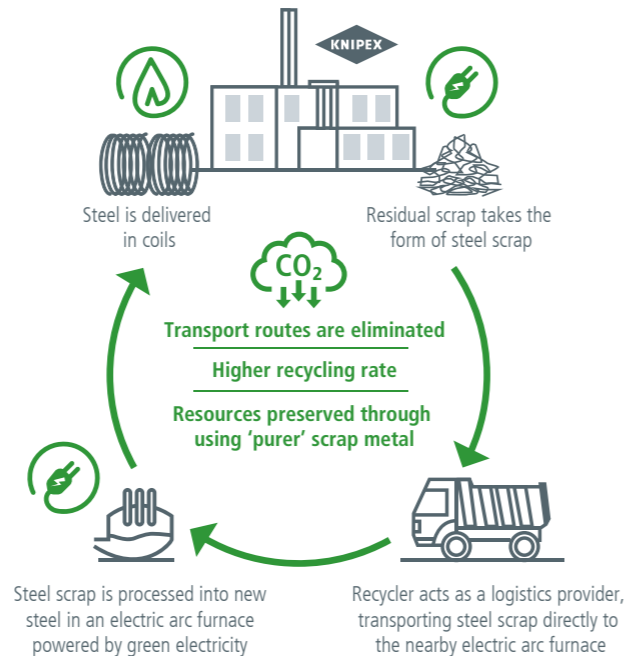 KNIPEX
Steel is delivered
in coils
Residual scrap takes the
form of steel scrap
CO₂
Transport routes are eliminated
Higher recycling rate
Resources preserved through
using ‘purer’ scrap metal
Steel scrap is processed into new
steel in an electric arc furnace
powered by green electricity
Recycler acts as a logistics provider,
transporting steel scrap directly to
the nearby electric arc furnace